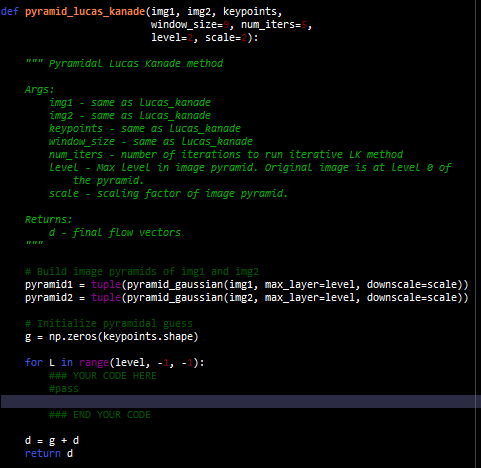 def pyramid_lucas_kanade(img1, img2, keypoints,
window_size=9, num_iters=5,
level=2, scale=2):
""" Pyramidal Lucas Kanade method
Args:
img1 - same as lucas_kanade
img2 - same as lucas_kanade
keypoints - same as lucas_kanade
window_size - same as lucas_kanade
num_iters - number of iterations to run iterative LK method
level - Max level in image pyramid. Original image is at level 0 of
the pyramid.
scale - scaling factor of image pyramid.
Returns:
d - final flow vectors
"""
# Build image pyramids of img1 and img2
pyramid1 = tuple(pyramid_gaussian(img1, max_layer=level, downscale=scale))
pyramid2 = tuple(pyramid_gaussian(img2, max_layer=level, downscale=scale))
# Initialize pyramidal guess
g = np.zeros(keypoints.shape)
for L in range(level, -1, -1):
### YOUR CODE HERE
#pass
### END YOUR CODE
d = g + d
return d